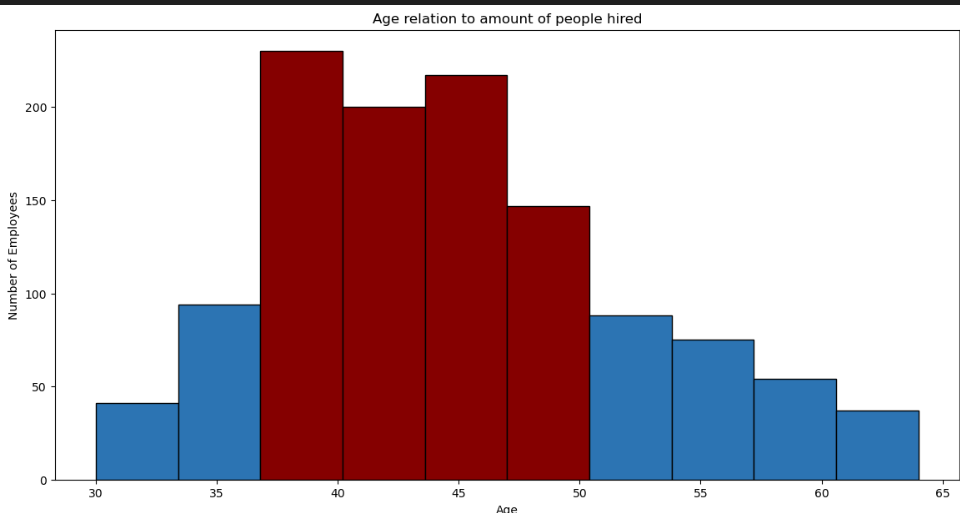 Age relation to amount of people hired
Number of Employees
200
150
100
50
0
30 35 40 45 50 55 60 65
Age